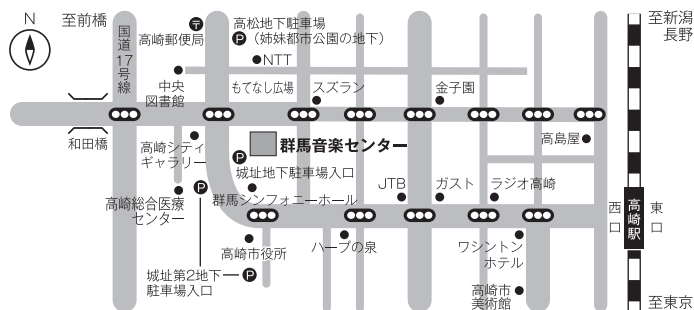 N
至前橋
国道17号線
〒
高崎郵便局
高松地下駐車場
P（姉妹都市公園の地下）
NTT
至新潟
長野
中央
図書館
もてなし広場
スズラン
金子園
和田橋
高崎シティ
ギャラリー
群馬音楽センター
高島屋
P
城址地下駐車場入口
高崎総合医療
センター
P
群馬シンフォニーホール
JTB
ガスト
ラジオ高崎
西口
高崎駅
東口
高崎市役所
ハーブの泉
ワシントン
ホテル
城址第2地下
駐車場入口
P
高崎市
美術館
至東京